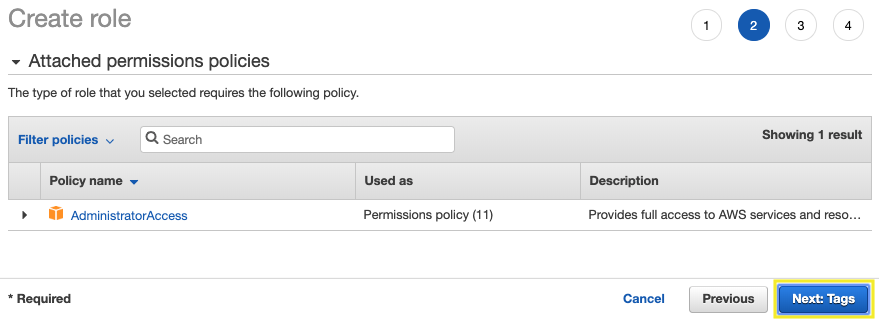 Create role
1 2 3 4
Attached permissions policies
The type of role that you selected requires the following policy.
Filter policies Search Showing 1 result
Policy name Used as Description
AdministratorAccess Permissions policy (11) Provides full access to AWS services and reso…
* Required Cancel Previous Next: Tags